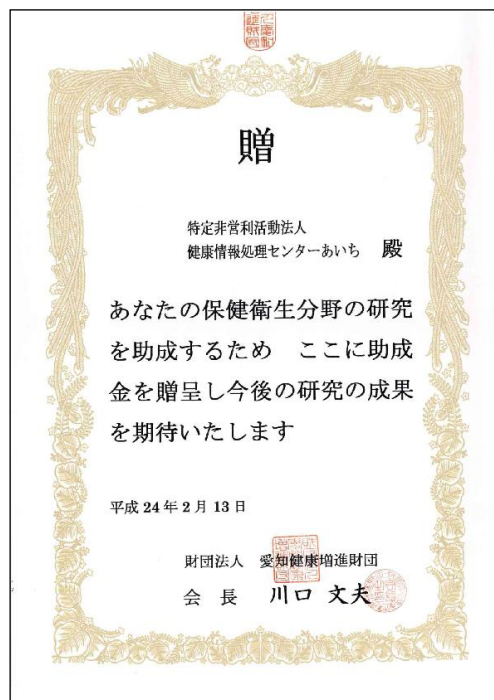 贈
特定非営利活動法人
健康情報処理センターあいち 殿
あなたの保健衛生分野の研究
を助成するため ここに助成
金を贈呈し今後の研究の成果
を期待いたします
平成 24 年 2 月 13 日
財団法人 愛知健康増進財団
会 長 川口 文夫